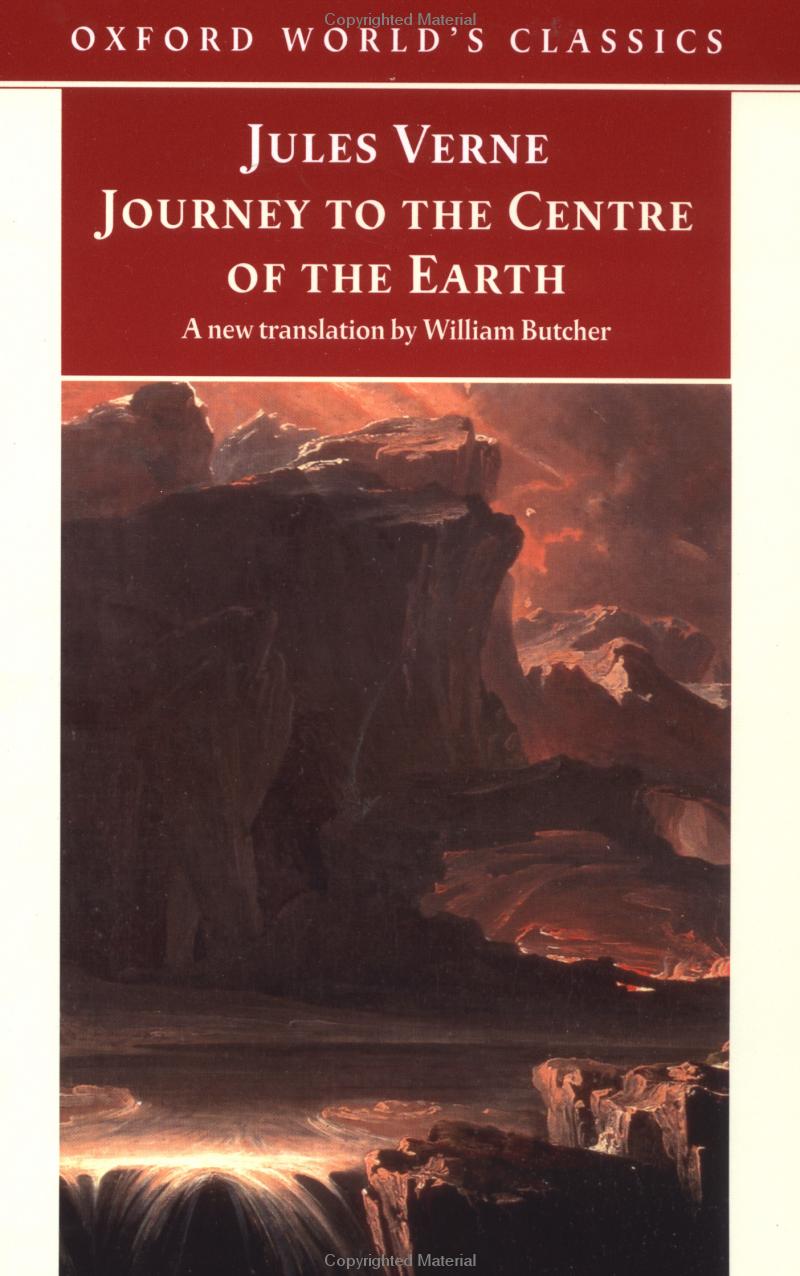 Copyrighted Material
OXFORD WORLD'S CLASSICS
JULES VERNE
JOURNEY TO THE CENTRE
OF THE EARTH
A new translation by William Butcher
Copyrighted Material